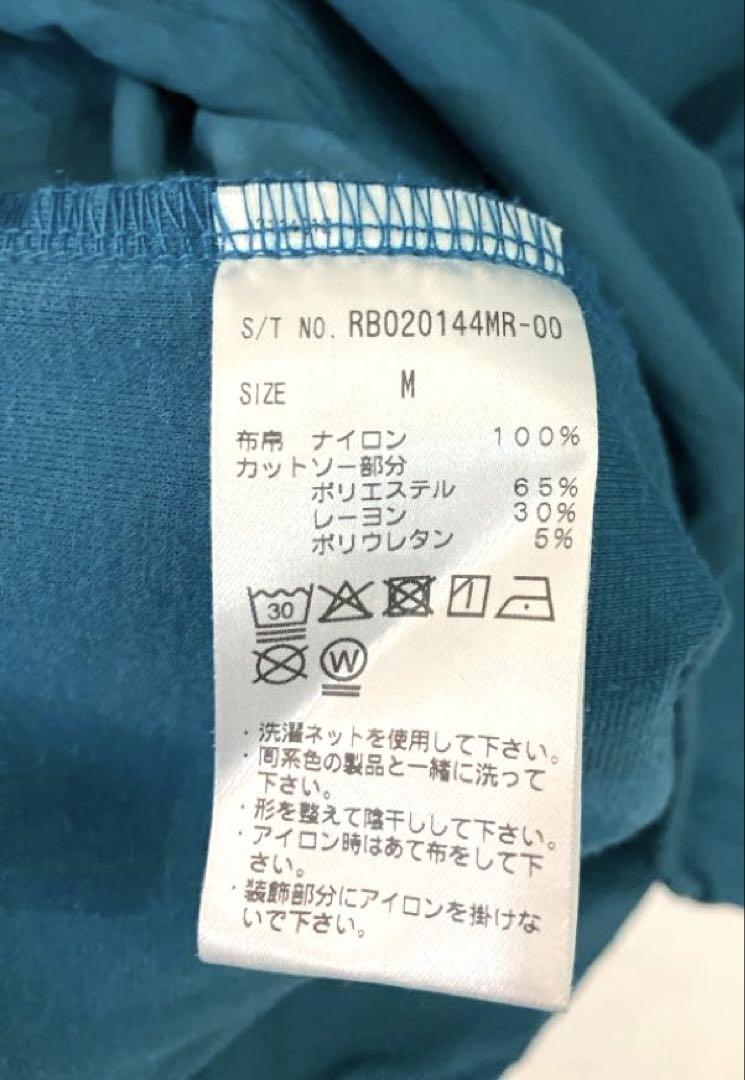 S/T NO. RB020144MR-00
SIZE M
布帛 ナイロン 100%
カットソー部分
ポリエステル 65%
レーヨン 30%
ポリウレタン 5%
30
W
・洗濯ネットを使用して下さい。
・同系色の製品と一緒に洗って
下さい。
・形を整えて陰干しして下さい。
・アイロン時はあて布をして下
さい。
・装飾部分にアイロンを掛けな
いで下さい。